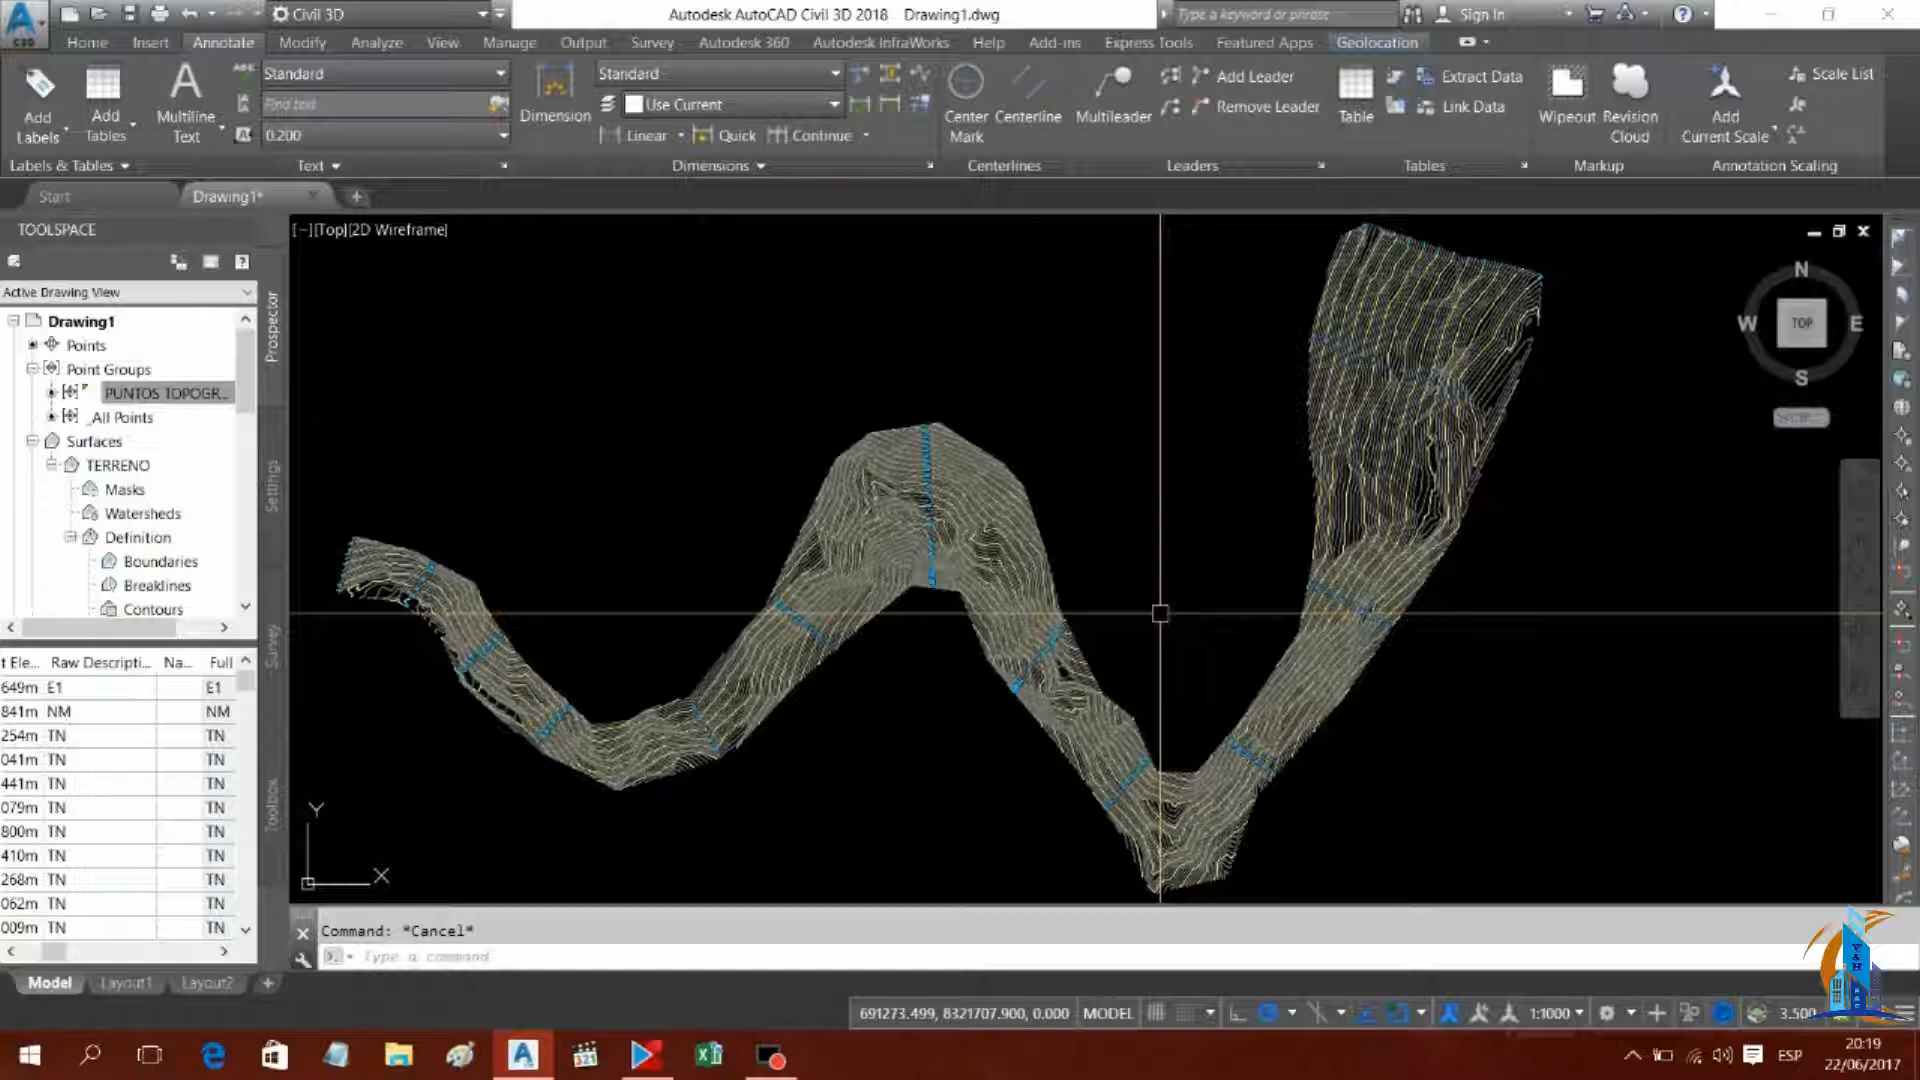 Civil 3D
Autodesk AutoCAD Civil 3D 2018 Drawing1.dwg
Type a keyword or phrase
Sign In
Home Insert Annotate Modify Analyze View Manage Output Survey Autodesk 360 Autodesk InfraWorks Help Add-ins Express Tools Featured Apps Geolocation
Add Labels
Add Tables
Multiline Text
Standard
Find text
0.200
Dimension
Standard
Use Current
Linear Quick Continue
Center Mark
Centerline
Multileader
Add Leader
Remove Leader
Table
Extract Data
Link Data
Wipeout
Revision Cloud
Add Current Scale
Scale List
Labels & Tables Text Dimensions Centerlines Leaders Tables Markup Annotation Scaling
Start Drawing1*
TOOLSPACE
[−][Top][2D Wireframe]
Active Drawing View
Drawing1
Points
Point Groups
PUNTOS TOPOGR...
_All Points
Surfaces
TERRENO
Masks
Watersheds
Definition
Boundaries
Breaklines
Contours
Prospector
Settings
Survey
Toolbox
N
W TOP E
S
t Ele... Raw Descripti... Na... Full
649m E1 E1
841m NM NM
254m TN TN
041m TN TN
441m TN TN
079m TN TN
800m TN TN
410m TN TN
268m TN TN
062m TN TN
009m TN TN
Y
X
Command: *Cancel*
Type a command
Model Layout1 Layout2
691273.499, 8321707.900, 0.000 MODEL 1:1000 3.500
ESP
20:19
22/06/2017